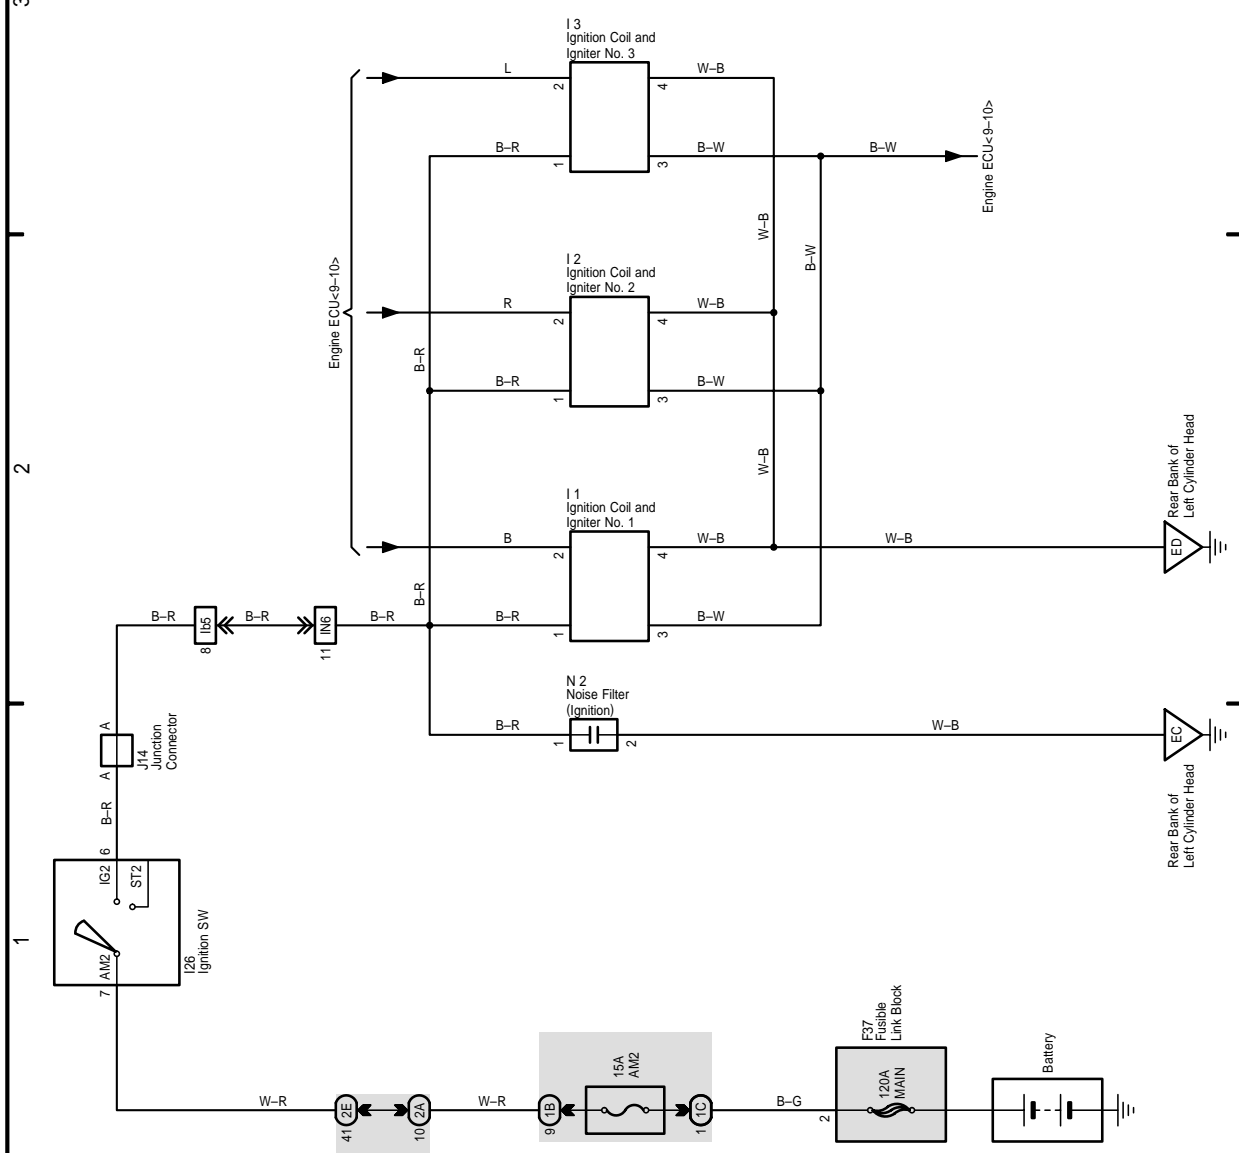 3
I 3
Ignition Coil and
Igniter No. 3
L
2
4
W–B
B–R
1
3
B–W
B–W
Engine ECU<9–10>
W–B
B–W
Engine ECU<9–10>
I 2
Ignition Coil and
Igniter No. 2
R
2
4
W–B
B–R
B–R
1
3
B–W
2
W–B
Rear Bank of
Left Cylinder Head
I 1
Ignition Coil and
Igniter No. 1
B
2
4
W–B
W–B
ED
B–R
B–R
8
Ib5
B–R
11
IN6
B–R
B–R
1
3
B–W
N 2
Noise Filter
(Ignition)
B–R
1
2
W–B
EC
Rear Bank of
Left Cylinder Head
A
A
J14
Junction
Connector
B–R
6
IG2
ST2
1
AM2
7
I26
Ignition SW
W–R
41
2E
10
2A
W–R
9
1B
15A
AM2
1
1C
B–G
2
F37
Fusible
Link Block
120A
MAIN
Battery